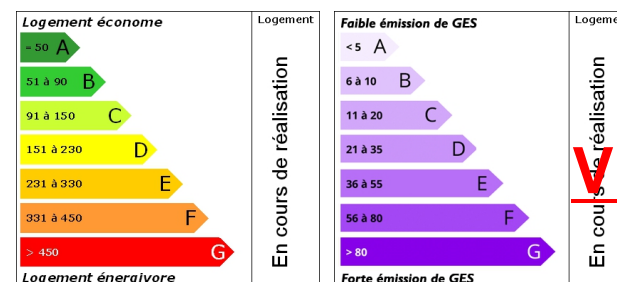 Logement économe
Logement
≈ 50 A
51 à 90 B
91 à 150 C
151 à 230 D
231 à 330 E
331 à 450 F
> 450 G
Logement énergivore
En cours de réalisation
Faible émission de GES
Logeme
< 5 A
6 à 10 B
11 à 20 C
21 à 35 D
36 à 55 E
56 à 80 F
> 80 G
Forte émission de GES
En cours de réalisation
V